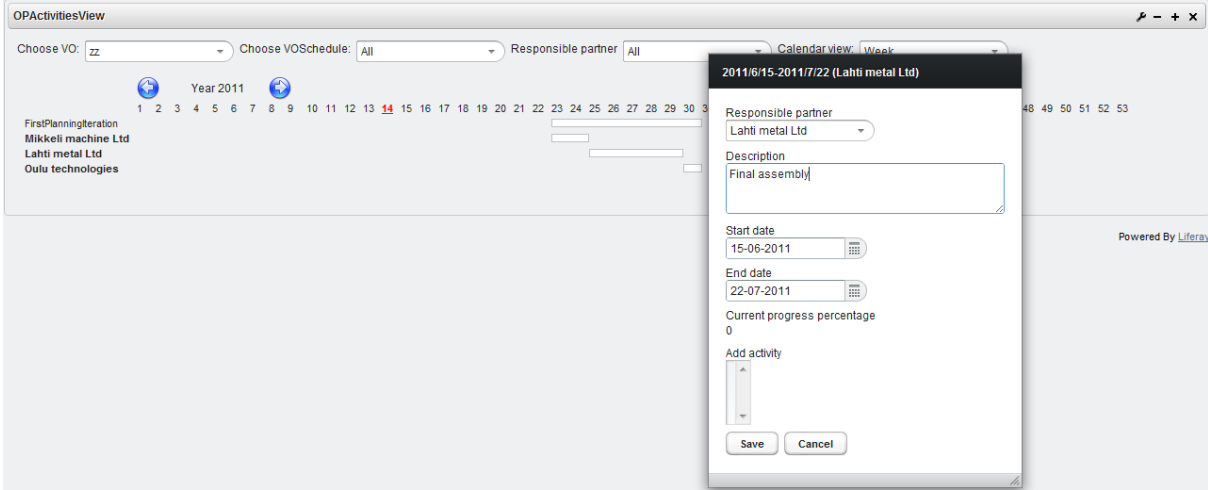 OPActivitiesView
Choose VO: zz Choose VOSchedule: All Responsible partner All Calendar view: Week
Year 2011
1 2 3 4 5 6 7 8 9 10 11 12 13 14 15 16 17 18 19 20 21 22 23 24 25 26 27 28 29 30 3 48 49 50 51 52 53
FirstPlanningIteration
Mikkeli machine Ltd
Lahti metal Ltd
Oulu technologies
2011/6/15-2011/7/22 (Lahti metal Ltd)
Responsible partner
Lahti metal Ltd
Description
Final assembly
Start date
15-06-2011
End date
22-07-2011
Current progress percentage
0
Add activity
Save Cancel
Powered By Liferay